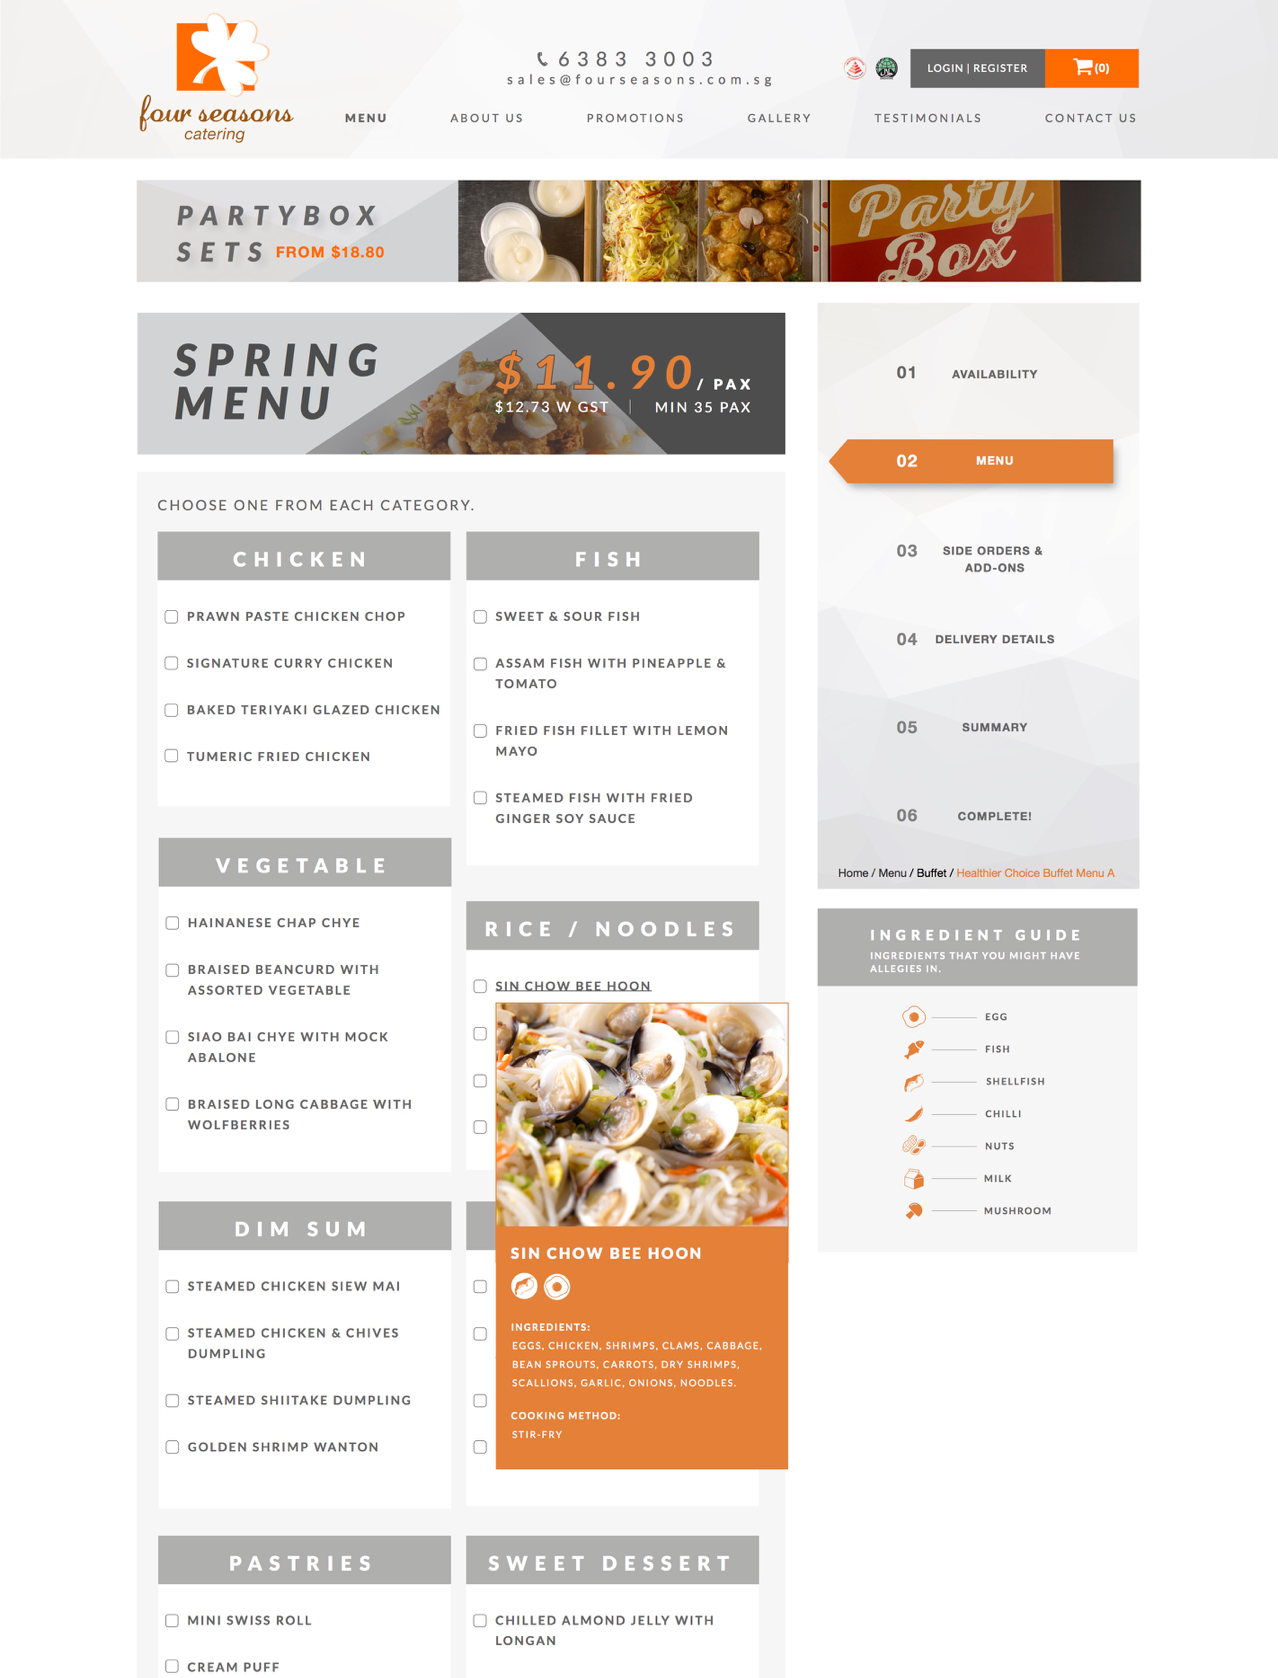 four seasons
catering
6383 3003
sales@fourseasons.com.sg
LOGIN | REGISTER
(0)
MENU
ABOUT US
PROMOTIONS
GALLERY
TESTIMONIALS
CONTACT US
PARTYBOX
SETS FROM $18.80
Party
Box
SPRING
MENU
$11.90 / PAX
$12.73 W GST | MIN 35 PAX
01 AVAILABILITY
02 MENU
03 SIDE ORDERS &
ADD-ONS
04 DELIVERY DETAILS
05 SUMMARY
06 COMPLETE!
Home / Menu / Buffet / Healthier Choice Buffet Menu A
CHOOSE ONE FROM EACH CATEGORY.
CHICKEN
PRAWN PASTE CHICKEN CHOP
SIGNATURE CURRY CHICKEN
BAKED TERIYAKI GLAZED CHICKEN
TUMERIC FRIED CHICKEN
FISH
SWEET & SOUR FISH
ASSAM FISH WITH PINEAPPLE &
TOMATO
FRIED FISH FILLET WITH LEMON
MAYO
STEAMED FISH WITH FRIED
GINGER SOY SAUCE
VEGETABLE
HAINANESE CHAP CHYE
BRAISED BEANCURD WITH
ASSORTED VEGETABLE
SIAO BAI CHYE WITH MOCK
ABALONE
BRAISED LONG CABBAGE WITH
WOLFBERRIES
RICE / NOODLES
SIN CHOW BEE HOON
SIN CHOW BEE HOON
INGREDIENTS:
EGGS, CHICKEN, SHRIMPS, CLAMS, CABBAGE,
BEAN SPROUTS, CARROTS, DRY SHRIMPS,
SCALLIONS, GARLIC, ONIONS, NOODLES.
COOKING METHOD:
STIR-FRY
INGREDIENT GUIDE
INGREDIENTS THAT YOU MIGHT HAVE
ALLEGIES IN.
EGG
FISH
SHELLFISH
CHILLI
NUTS
MILK
MUSHROOM
DIM SUM
STEAMED CHICKEN SIEW MAI
STEAMED CHICKEN & CHIVES
DUMPLING
STEAMED SHIITAKE DUMPLING
GOLDEN SHRIMP WANTON
PASTRIES
MINI SWISS ROLL
CREAM PUFF
SWEET DESSERT
CHILLED ALMOND JELLY WITH
LONGAN